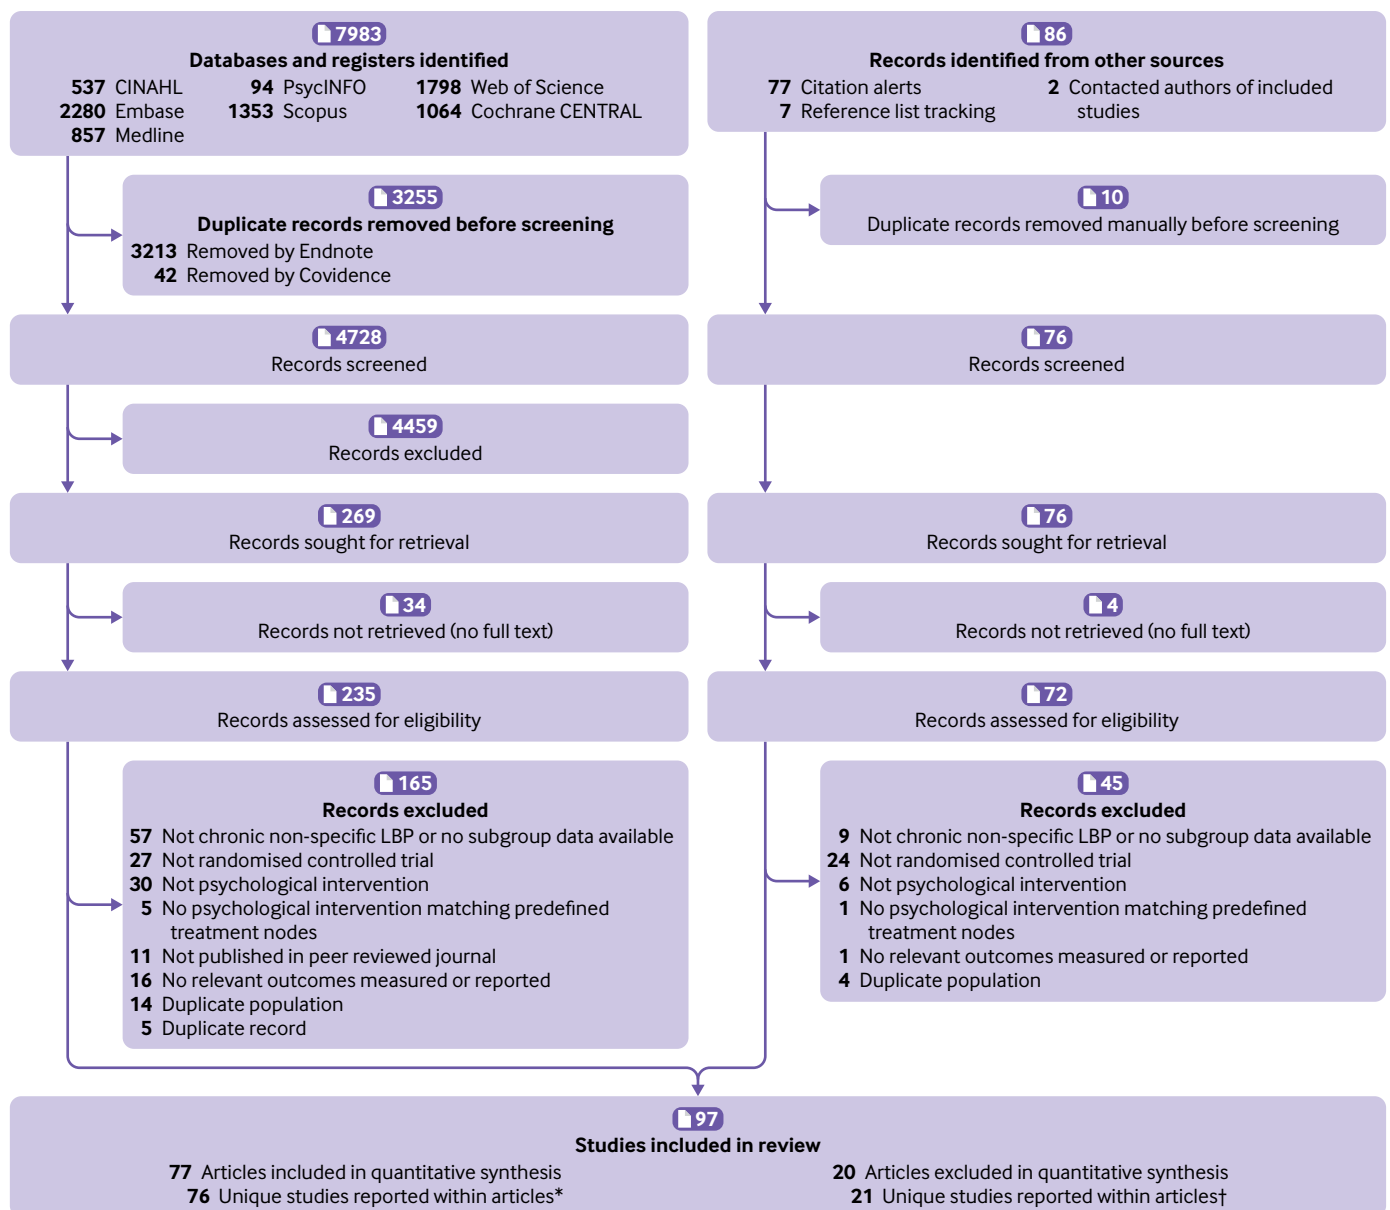 7983
Databases and registers identified
537 CINAHL 94 PsycINFO 1798 Web of Science
2280 Embase 1353 Scopus 1064 Cochrane CENTRAL
857 Medline
86
Records identified from other sources
77 Citation alerts 2 Contacted authors of included
7 Reference list tracking studies
3255
Duplicate records removed before screening
3213 Removed by Endnote
42 Removed by Covidence
10
Duplicate records removed manually before screening
4728
Records screened
76
Records screened
4459
Records excluded
269
Records sought for retrieval
76
Records sought for retrieval
34
Records not retrieved (no full text)
4
Records not retrieved (no full text)
235
Records assessed for eligibility
72
Records assessed for eligibility
165
Records excluded
57 Not chronic non-specific LBP or no subgroup data available
27 Not randomised controlled trial
30 Not psychological intervention
5 No psychological intervention matching predefined
treatment nodes
11 Not published in peer reviewed journal
16 No relevant outcomes measured or reported
14 Duplicate population
5 Duplicate record
45
Records excluded
9 Not chronic non-specific LBP or no subgroup data available
24 Not randomised controlled trial
6 Not psychological intervention
1 No psychological intervention matching predefined
treatment nodes
1 No relevant outcomes measured or reported
4 Duplicate population
97
Studies included in review
77 Articles included in quantitative synthesis
76 Unique studies reported within articles*
20 Articles excluded in quantitative synthesis
21 Unique studies reported within articles†